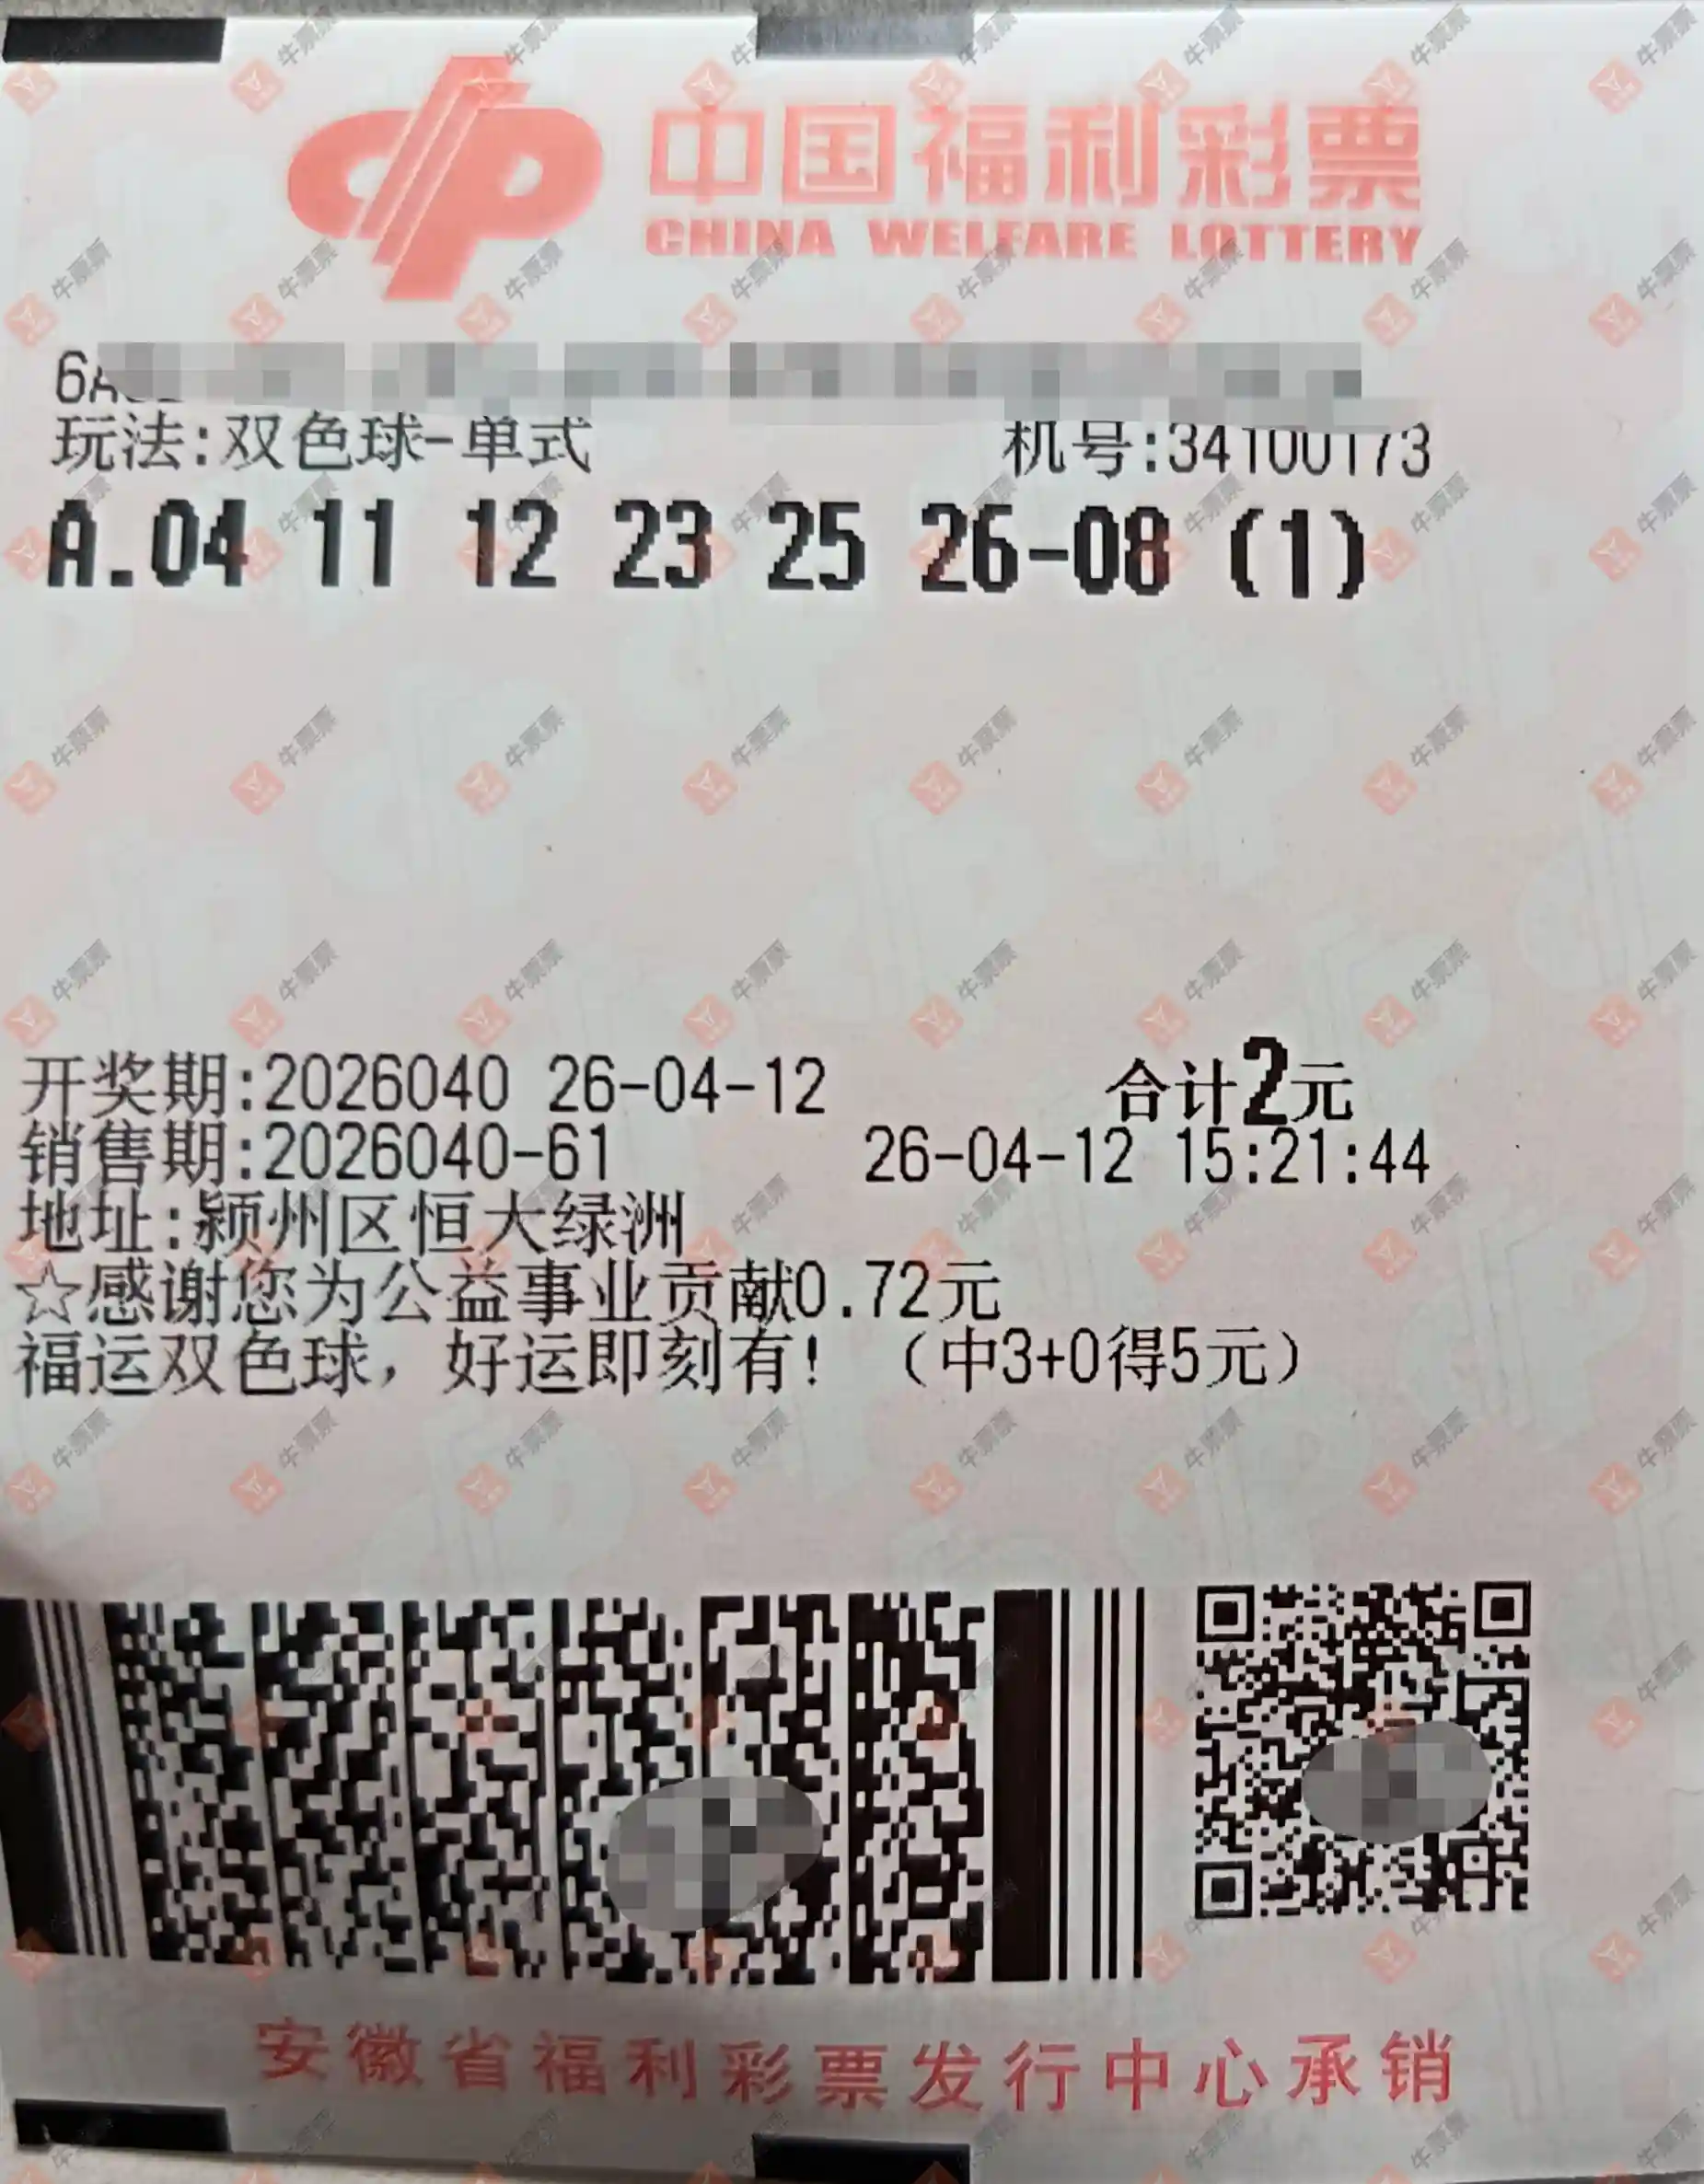 中国福利彩票
CHINA WELFARE LOTTERY
6A
玩法:双色球-单式 机号:34100173
A.04 11 12 23 25 26-08 (1)
开奖期:2026040 26-04-12 合计2元
销售期:2026040-61 26-04-12 15:21:44
地址:颍州区恒大绿洲
☆感谢您为公益事业贡献0.72元
福运双色球，好运即刻有! （中3+0得5元）
安徽省福利彩票发行中心承销
牛票票